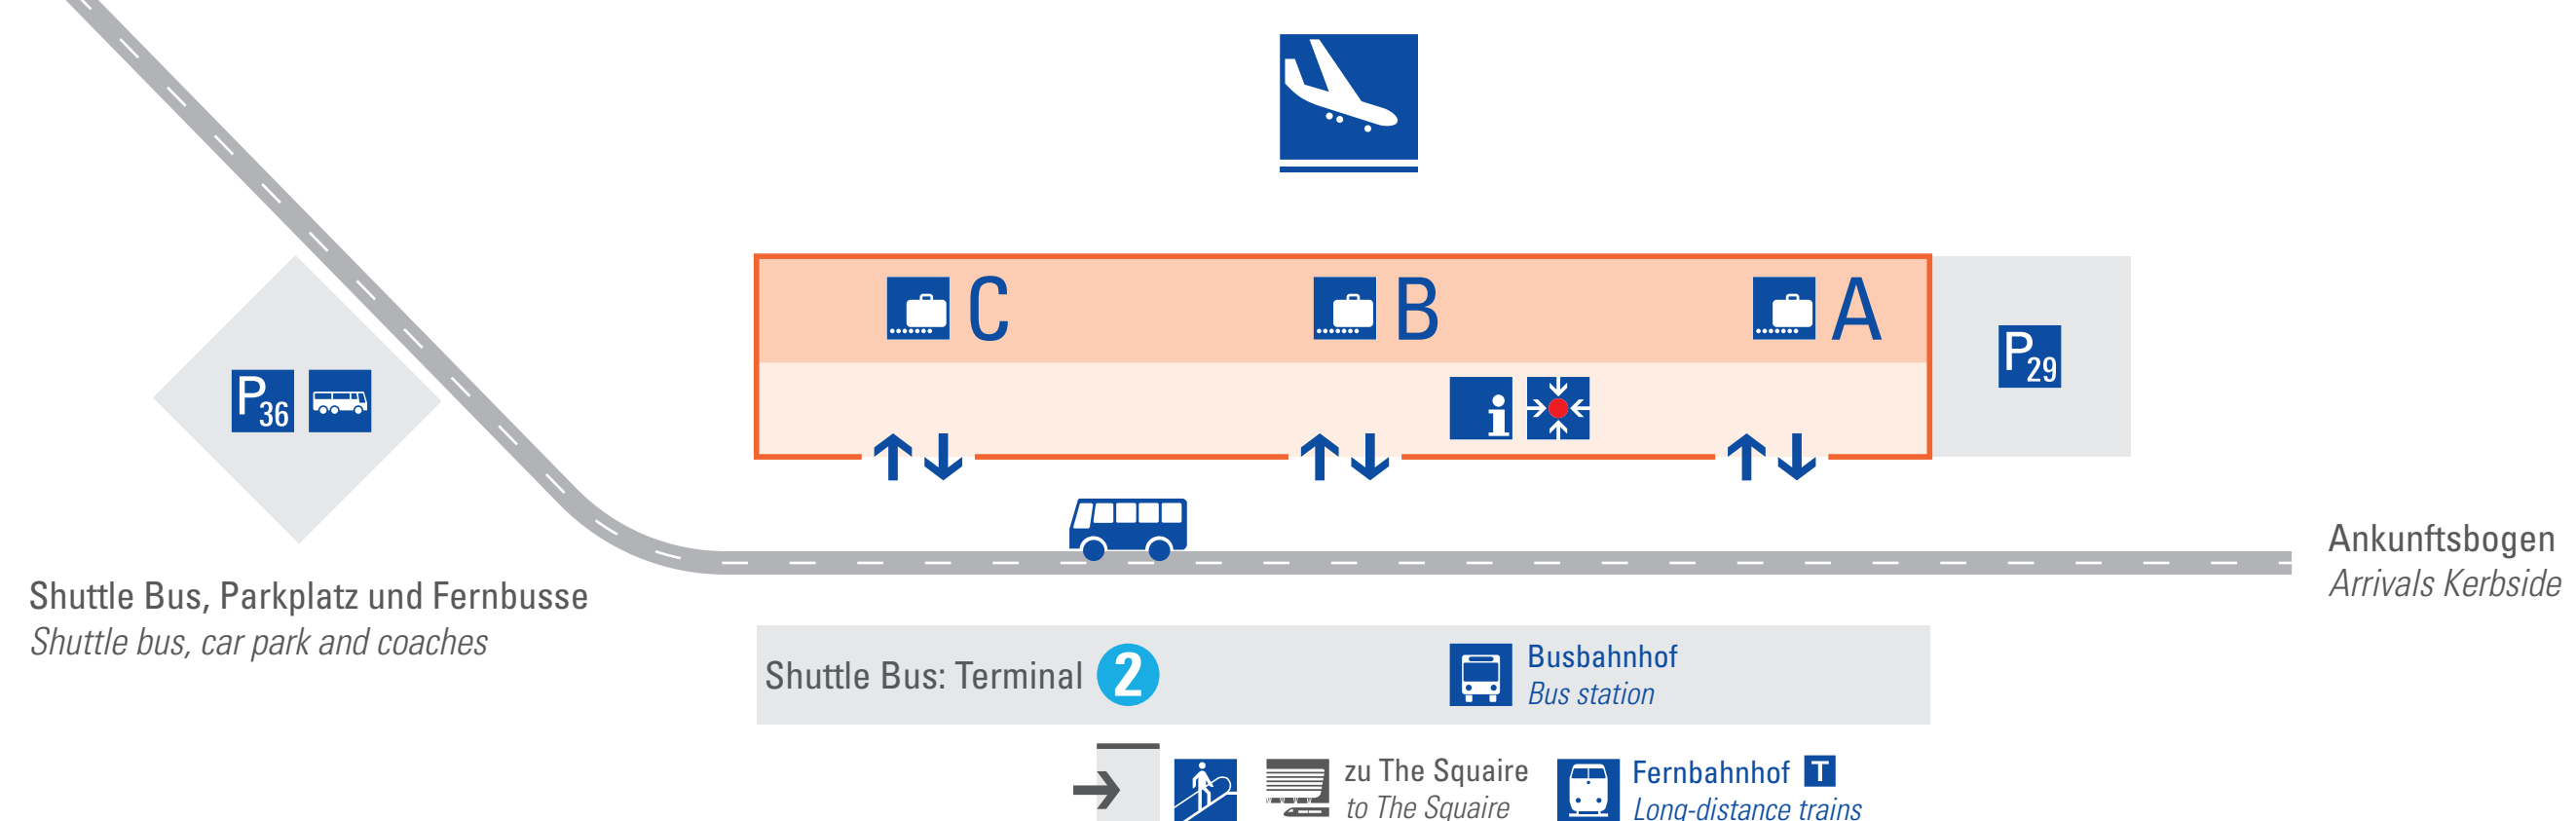 C
B
A
P29
P36
i
Ankunftsbogen
Arrivals Kerbside
Shuttle Bus, Parkplatz und Fernbusse
Shuttle bus, car park and coaches
Shuttle Bus: Terminal 2
Busbahnhof
Bus station
zu The Squaire
to The Squaire
Fernbahnhof T
Long-distance trains